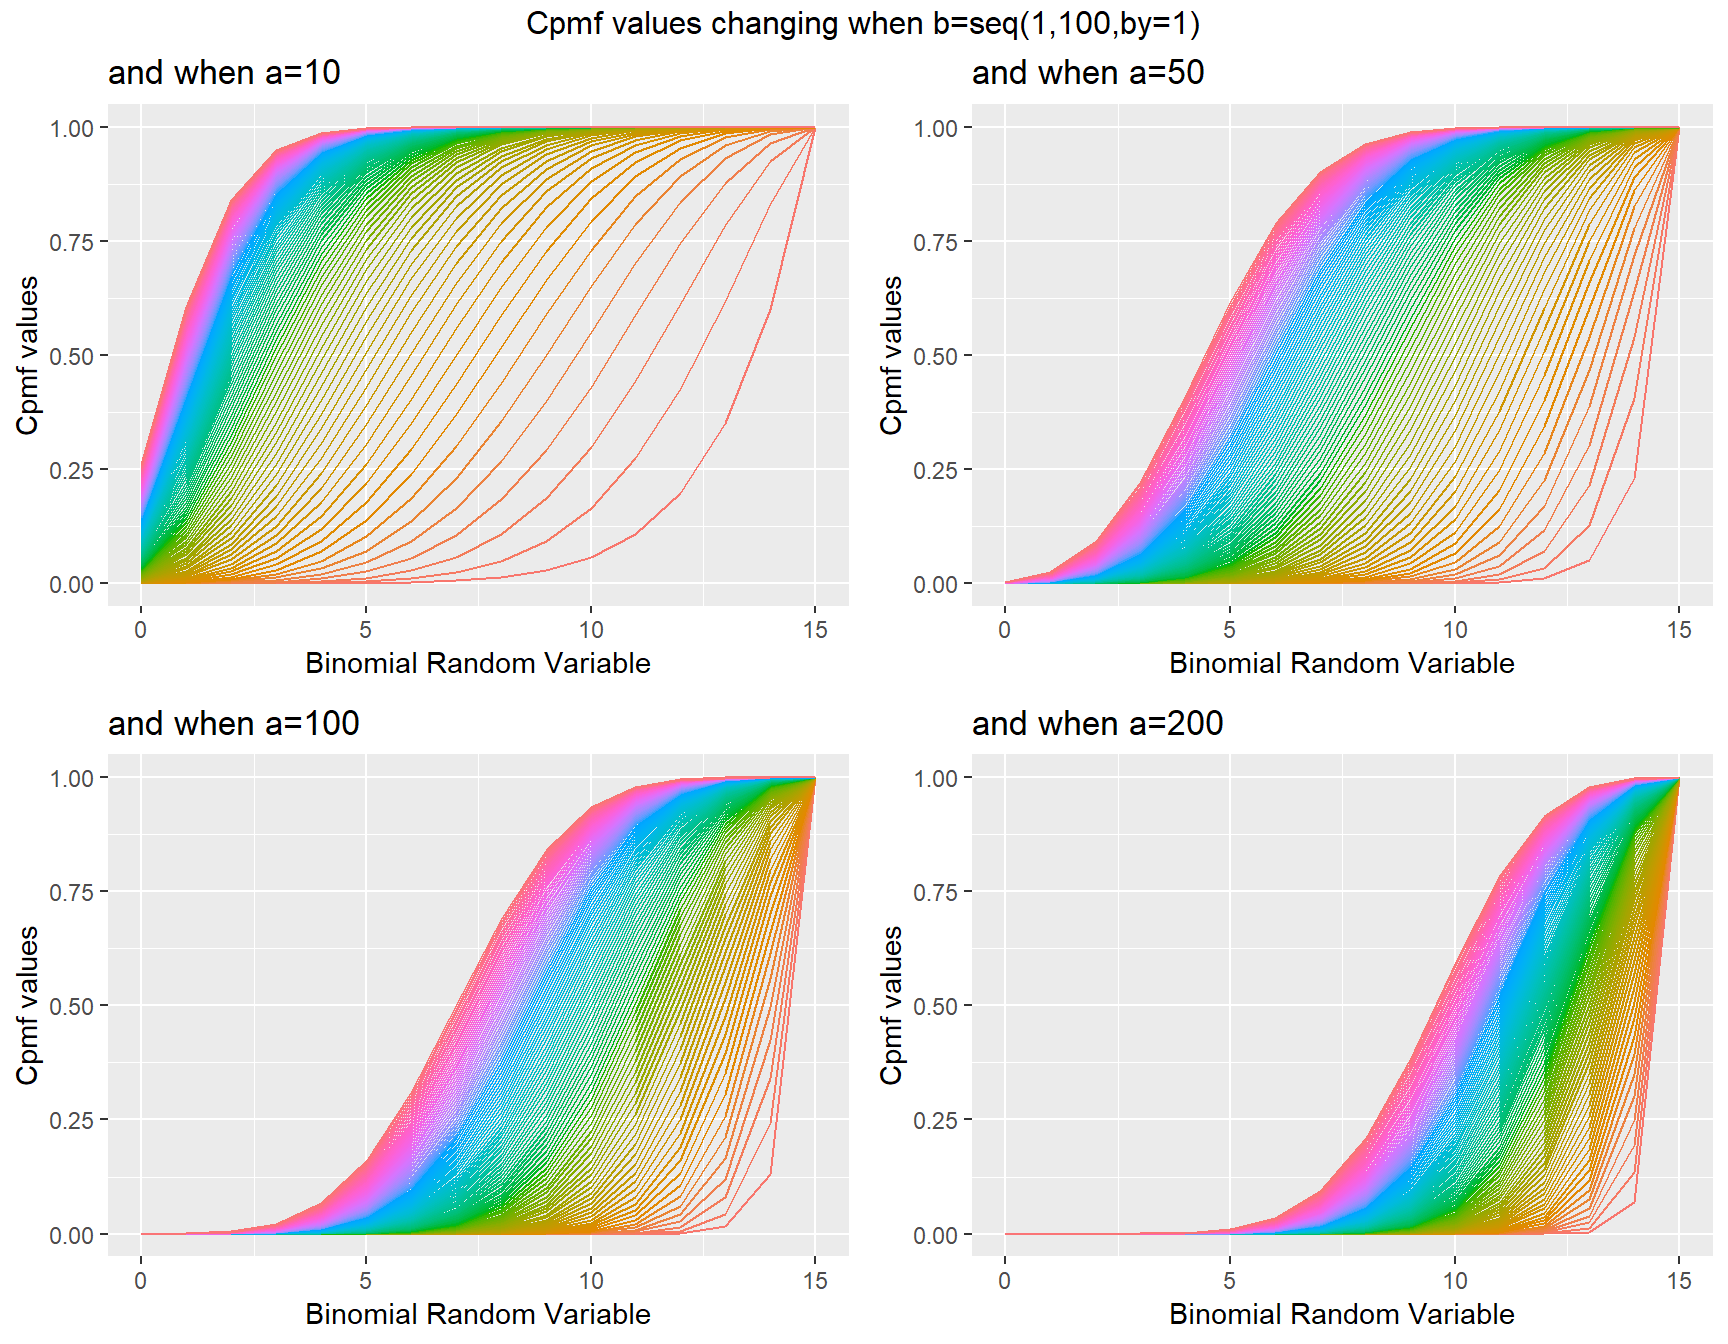 Cpmf values changing when b=seq(1,100,by=1)
and when a=10
Cpmf values
1.00
0.75
0.50
0.25
0.00
0 5 10 15
Binomial Random Variable
and when a=50
Cpmf values
1.00
0.75
0.50
0.25
0.00
0 5 10 15
Binomial Random Variable
and when a=100
Cpmf values
1.00
0.75
0.50
0.25
0.00
0 5 10 15
Binomial Random Variable
and when a=200
Cpmf values
1.00
0.75
0.50
0.25
0.00
0 5 10 15
Binomial Random Variable